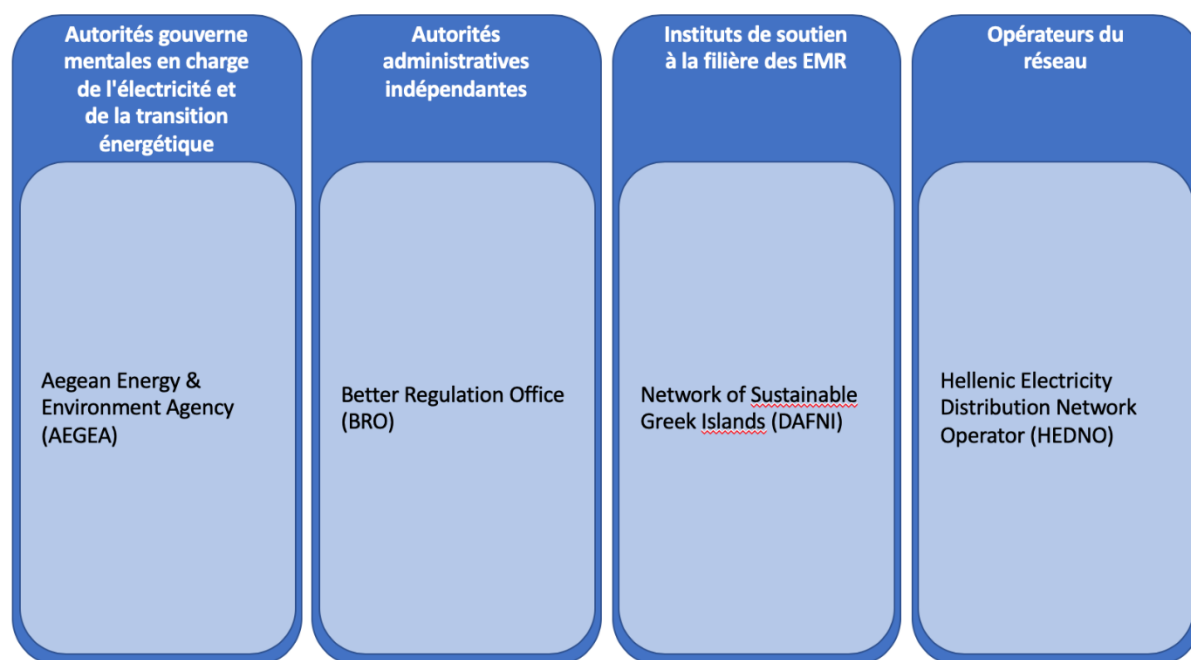 Autorités gouverne
mentales en charge
de l'électricité et
de la transition
énergétique
Aegean Energy &
Environment Agency
(AEGEA)
Autorités
administratives
indépendantes
Better Regulation Office
(BRO)
Instituts de soutien
à la filière des EMR
Network of Sustainable
Greek Islands (DAFNI)
Opérateurs du
réseau
Hellenic Electricity
Distribution Network
Operator (HEDNO)